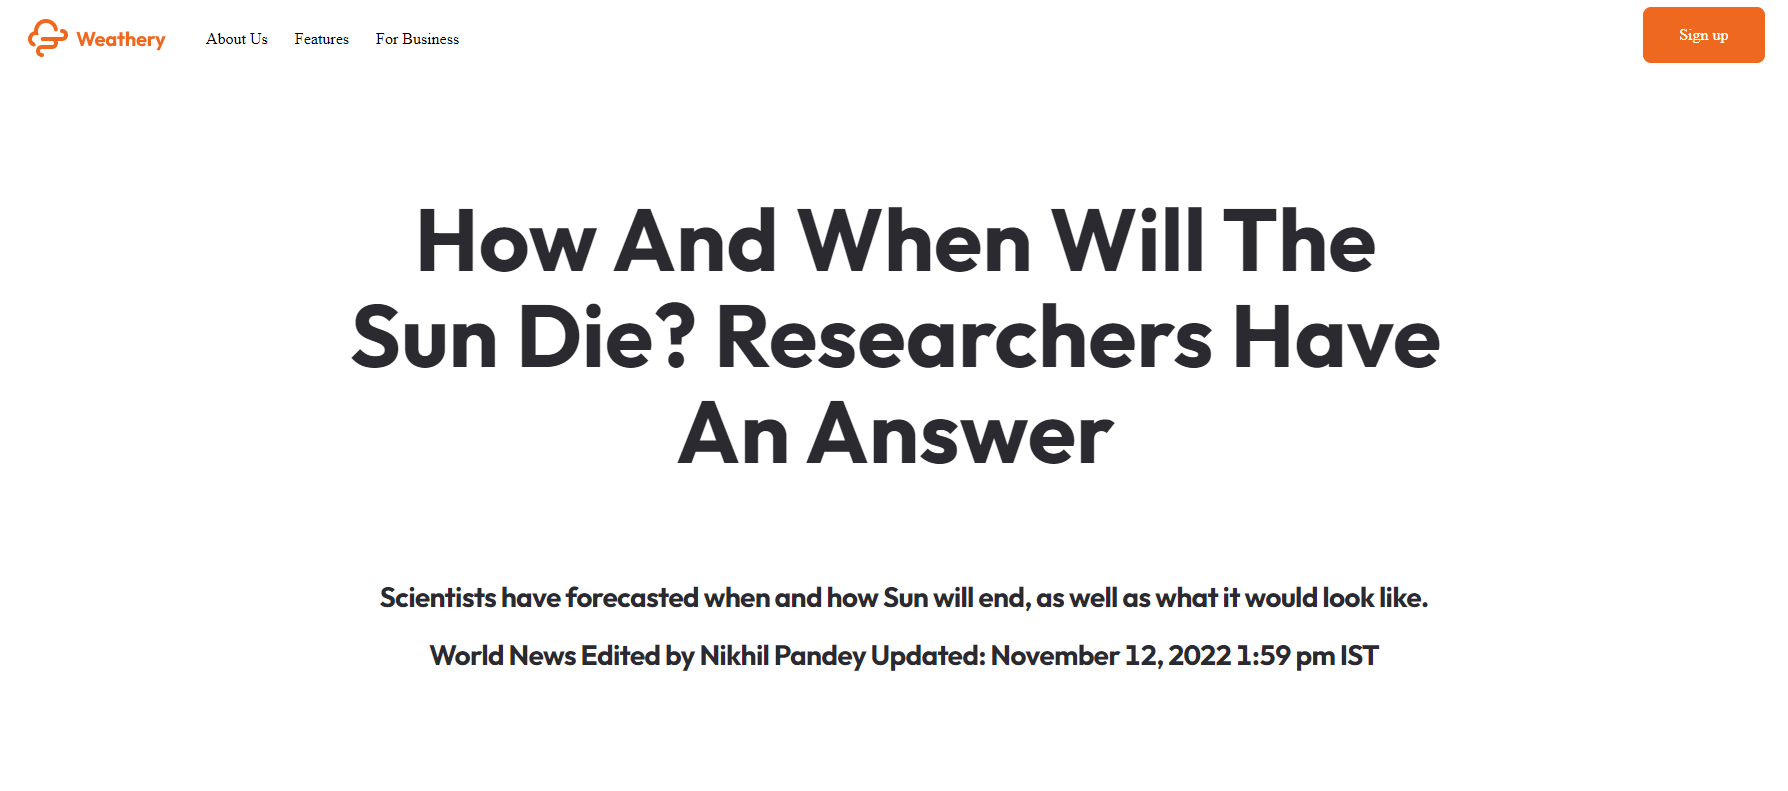 Weathery About Us Features For Business Sign up
How And When Will The
Sun Die? Researchers Have
An Answer
Scientists have forecasted when and how Sun will end, as well as what it would look like.
World News Edited by Nikhil Pandey Updated: November 12, 2022 1:59 pm IST